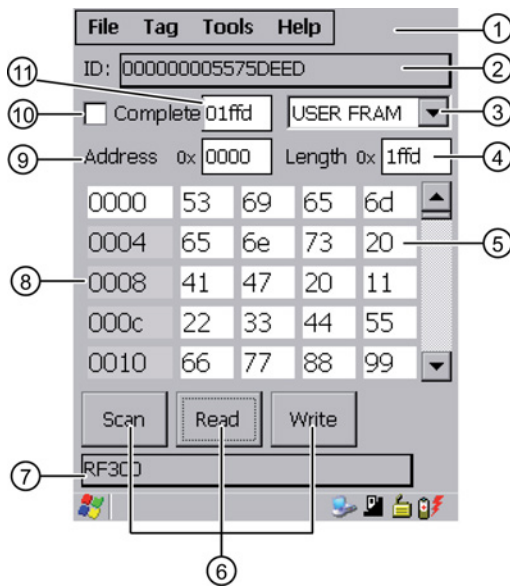 File Tag Tools Help
1
ID: 000000005575DEED
2
11
10
Complete 01ffd USER FRAM
3
9
Address 0x 0000 Length 0x 1ffd
4
0000 53 69 65 6d
0004 65 6e 73 20
5
8
0008 41 47 20 11
000c 22 33 44 55
0010 66 77 88 99
Scan Read Write
7
RF300
6